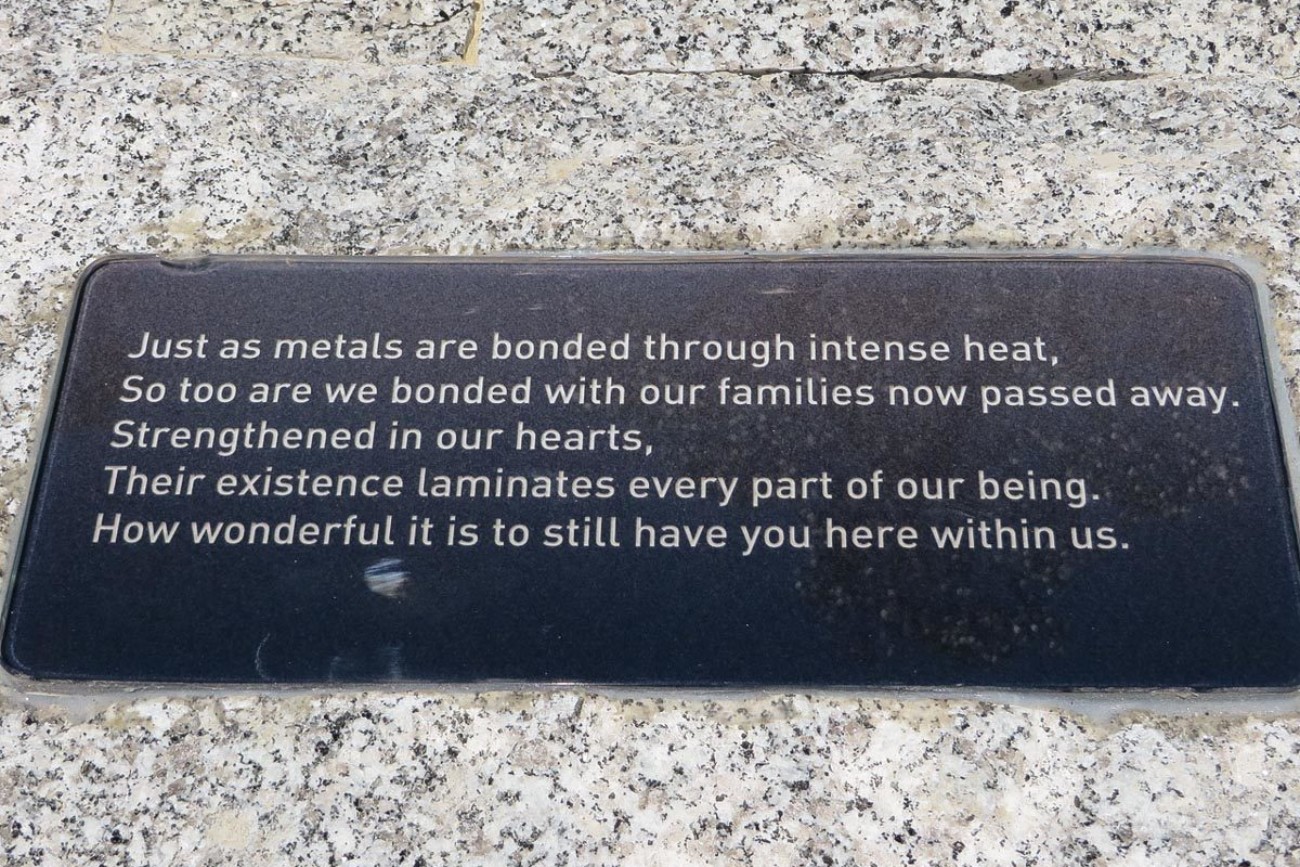 Just as metals are bonded through intense heat,
So too are we bonded with our families now passed away.
Strengthened in our hearts,
Their existence laminates every part of our being.
How wonderful it is to still have you here within us.